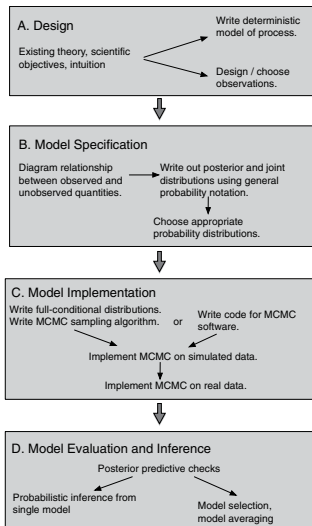 A. Design
Write deterministic
model of process.
Existing theory, scientific
objectives, intuition
Design / choose
observations.
B. Model Specification
Diagram relationship
between observed and
unobserved quantities.
Write out posterior and joint
distributions using general
probability notation.
Choose appropriate
probability distributions.
C. Model Implementation
Write full-conditional distributions.
Write MCMC sampling algorithm.
or
Write code for MCMC
software.
Implement MCMC on simulated data.
Implement MCMC on real data.
D. Model Evaluation and Inference
Posterior predictive checks
Probabilistic inference from
single model
Model selection,
model averaging